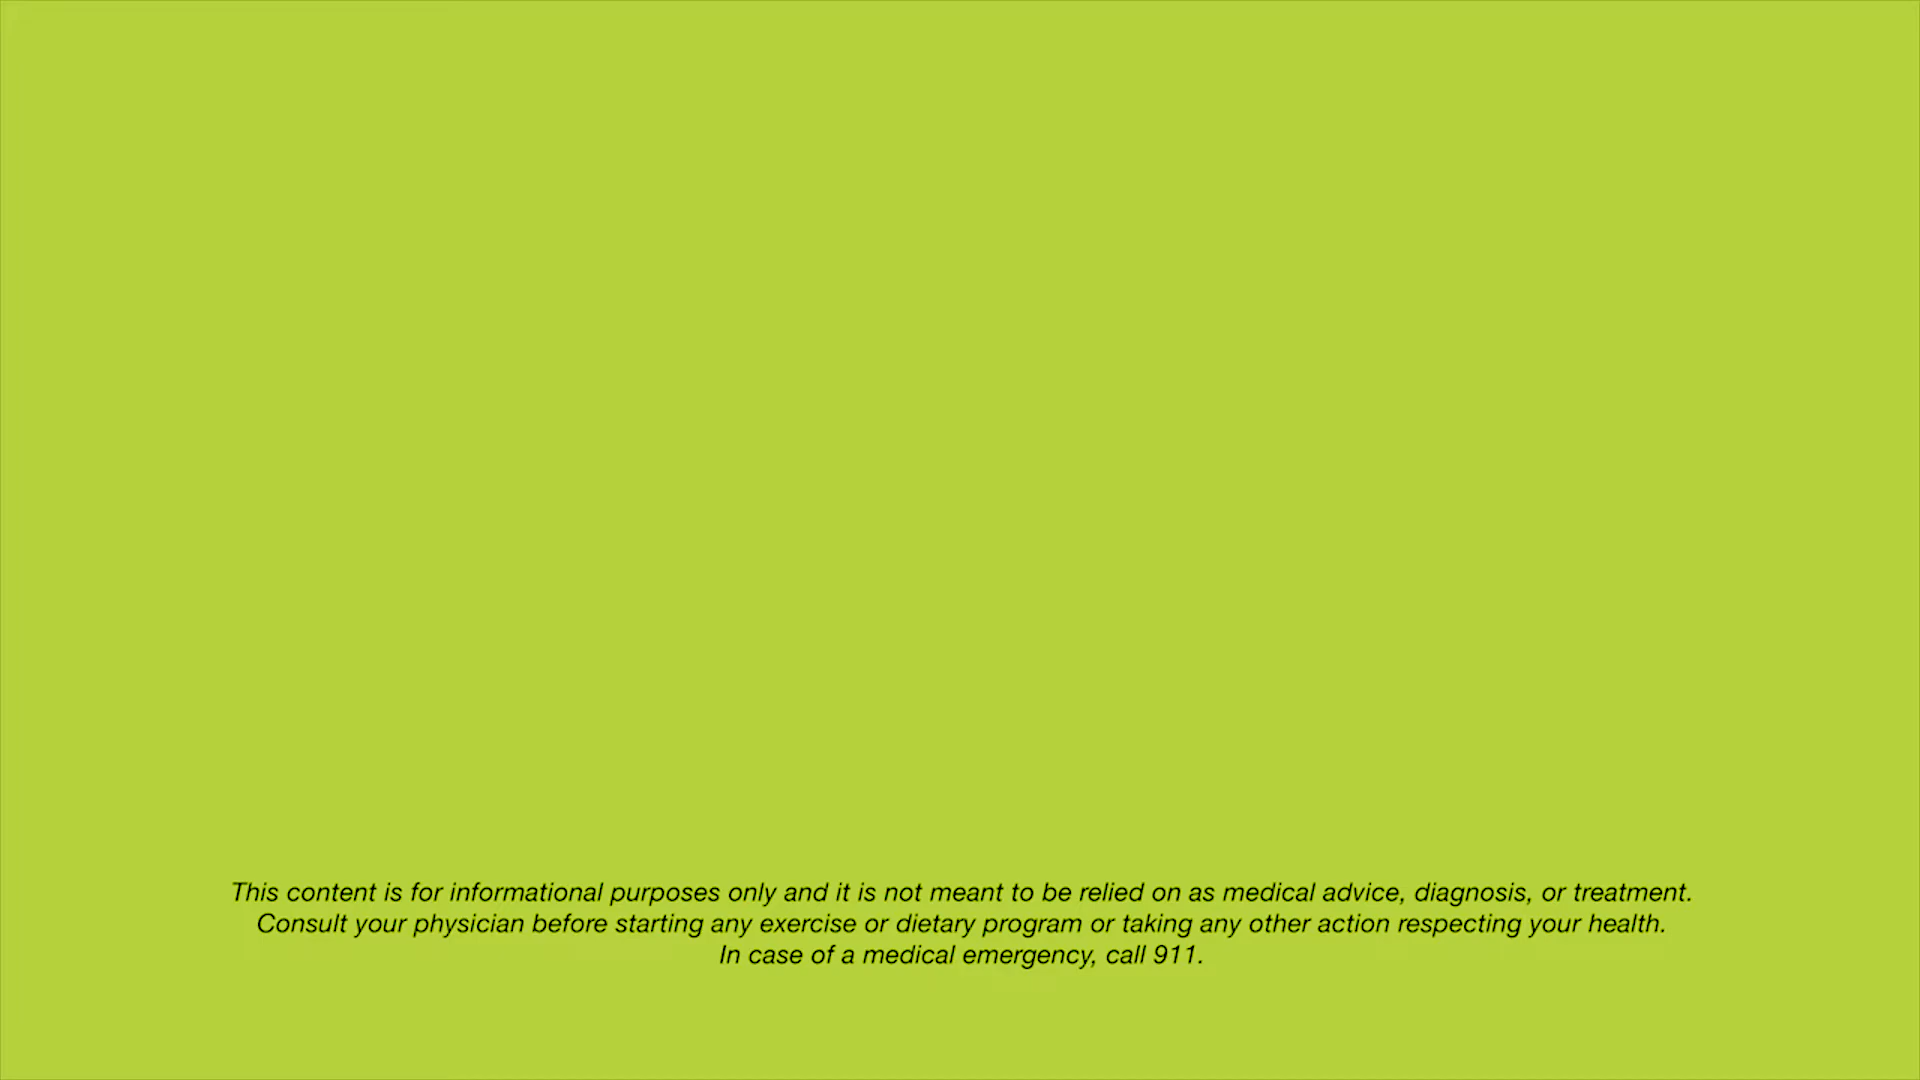 This content is for informational purposes only and it is not meant to be relied on as medical advice, diagnosis, or treatment.
Consult your physician before starting any exercise or dietary program or taking any other action respecting your health.
In case of a medical emergency, call 911.